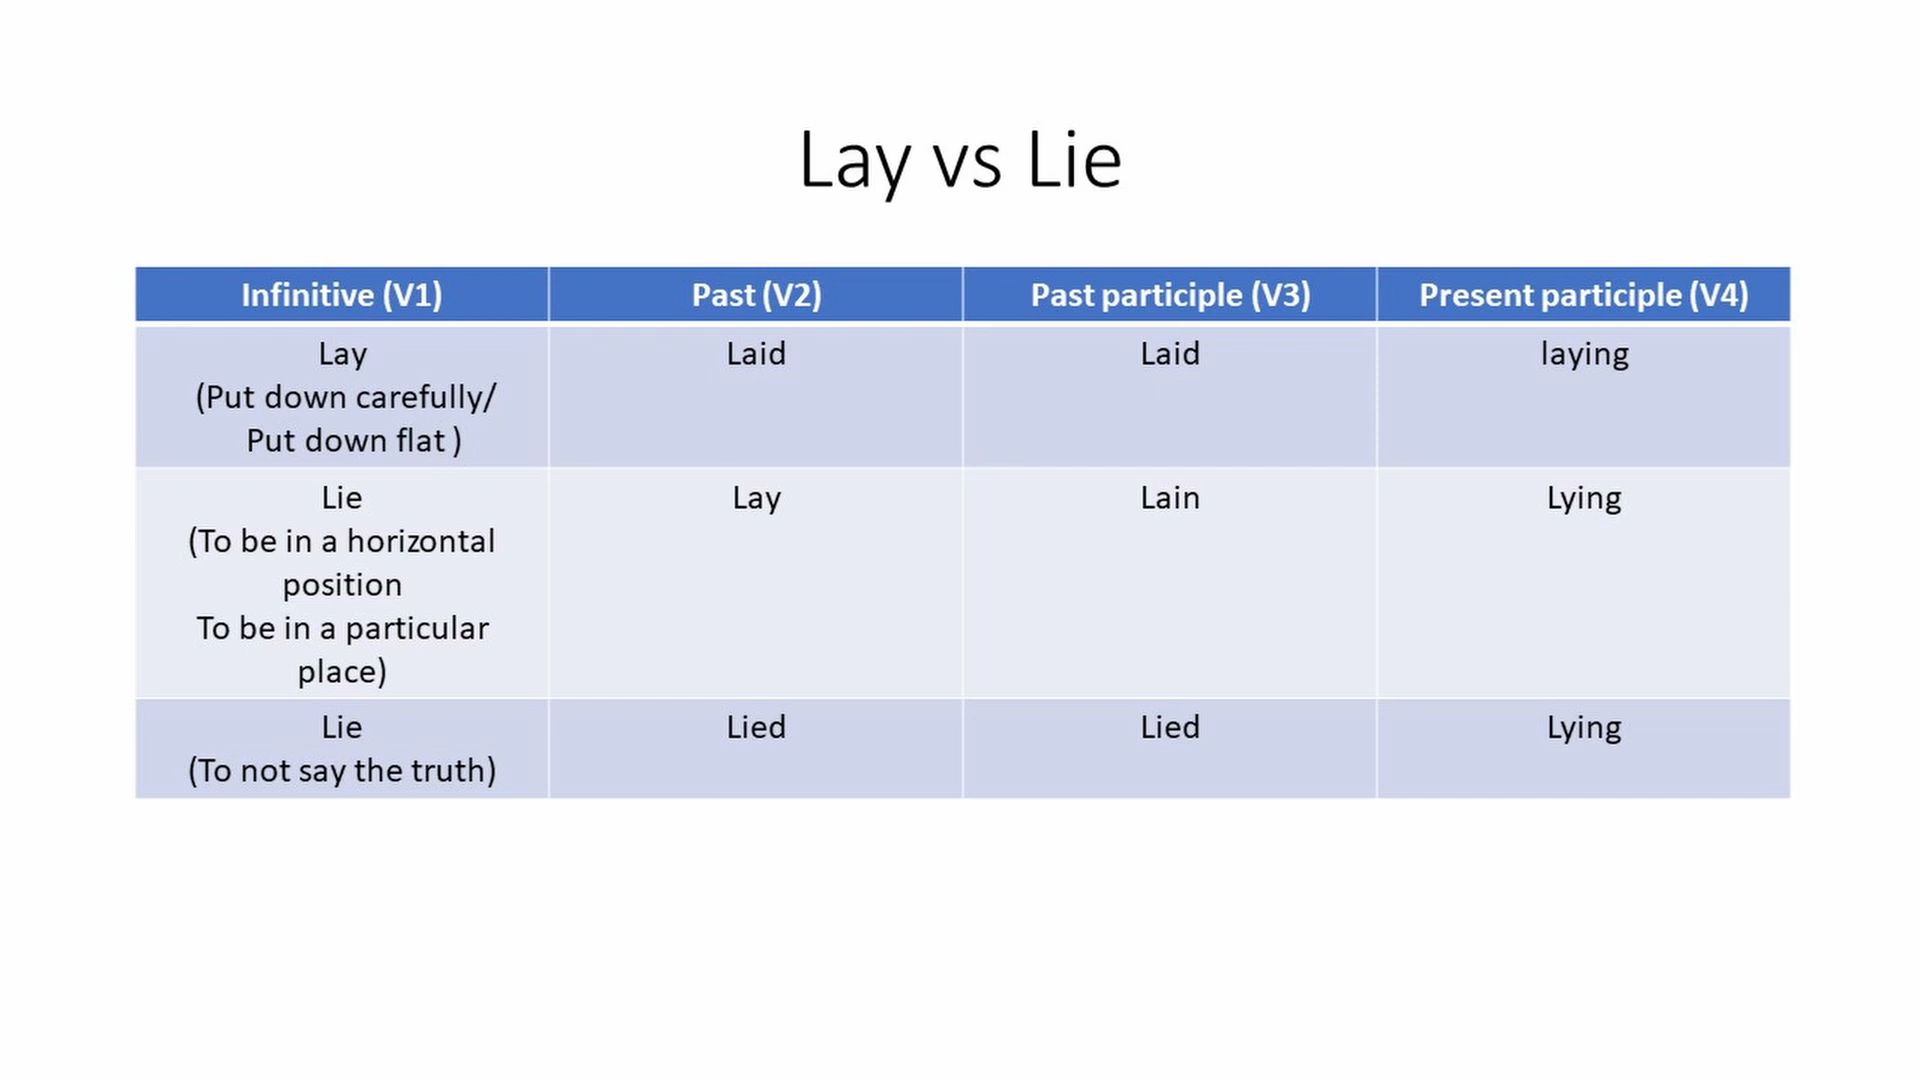 Lay vs Lie
Infinitive (V1) Past (V2) Past participle (V3) Present participle (V4)
Lay Laid Laid laying
(Put down carefully/
Put down flat )
Lie Lay Lain Lying
(To be in a horizontal
position
To be in a particular
place)
Lie Lied Lied Lying
(To not say the truth)